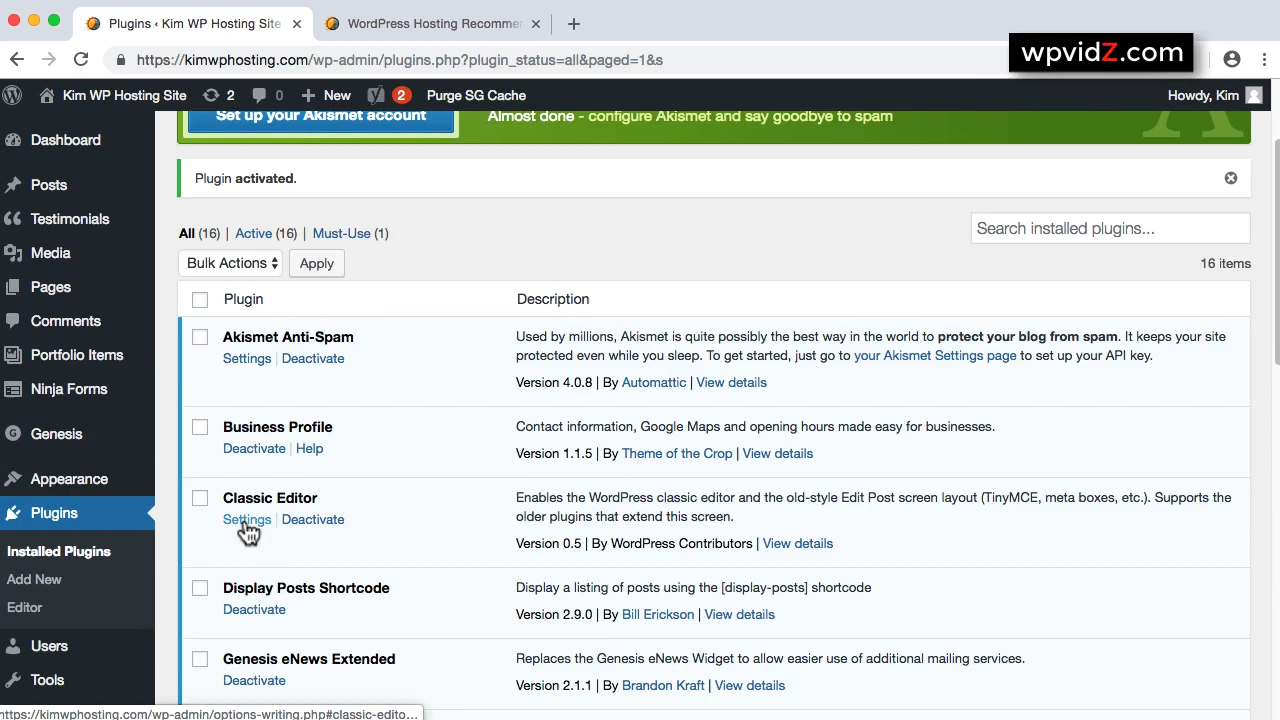 Plugins ‹ Kim WP Hosting Site
WordPress Hosting Recommer
https://kimwphosting.com/wp-admin/plugins.php?plugin_status=all&paged=1&s
wpvidZ.com
Kim WP Hosting Site 2 0 New 2 Purge SG Cache Howdy, Kim
Set up your Akismet account
Almost done - configure Akismet and say goodbye to spam
Dashboard
Posts
Testimonials
Media
Pages
Comments
Portfolio Items
Ninja Forms
Genesis
Appearance
Plugins
Installed Plugins
Add New
Editor
Users
Tools
Plugin activated.
All (16) | Active (16) | Must-Use (1)
Search installed plugins...
Bulk Actions Apply
16 items
Plugin Description
Akismet Anti-Spam
Settings | Deactivate
Used by millions, Akismet is quite possibly the best way in the world to protect your blog from spam. It keeps your site
protected even while you sleep. To get started, just go to your Akismet Settings page to set up your API key.
Version 4.0.8 | By Automattic | View details
Business Profile
Deactivate | Help
Contact information, Google Maps and opening hours made easy for businesses.
Version 1.1.5 | By Theme of the Crop | View details
Classic Editor
Settings | Deactivate
Enables the WordPress classic editor and the old-style Edit Post screen layout (TinyMCE, meta boxes, etc.). Supports the
older plugins that extend this screen.
Version 0.5 | By WordPress Contributors | View details
Display Posts Shortcode
Deactivate
Display a listing of posts using the [display-posts] shortcode
Version 2.9.0 | By Bill Erickson | View details
Genesis eNews Extended
Deactivate
Replaces the Genesis eNews Widget to allow easier use of additional mailing services.
Version 2.1.1 | By Brandon Kraft | View details
https://kimwphosting.com/wp-admin/options-writing.php#classic-edito...